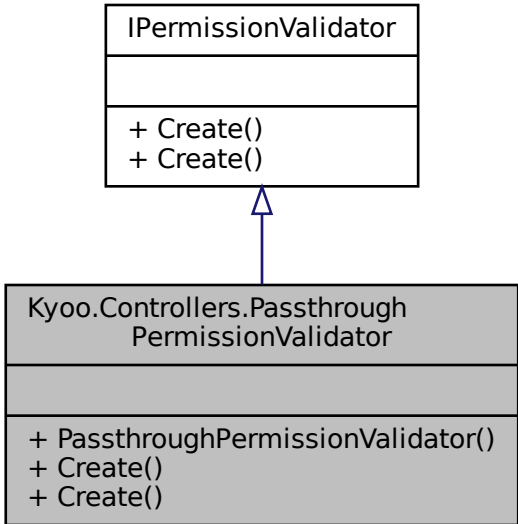 IPermissionValidator
+ Create()
+ Create()
Kyoo.Controllers.Passthrough
PermissionValidator
+ PassthroughPermissionValidator()
+ Create()
+ Create()